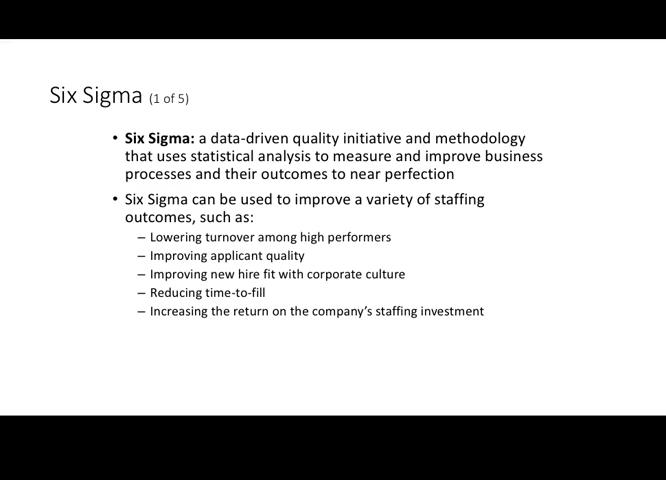 Six Sigma (1 of 5)
• Six Sigma: a data-driven quality initiative and methodology
that uses statistical analysis to measure and improve business
processes and their outcomes to near perfection
• Six Sigma can be used to improve a variety of staffing
outcomes, such as:
– Lowering turnover among high performers
– Improving applicant quality
– Improving new hire fit with corporate culture
– Reducing time-to-fill
– Increasing the return on the company’s staffing investment